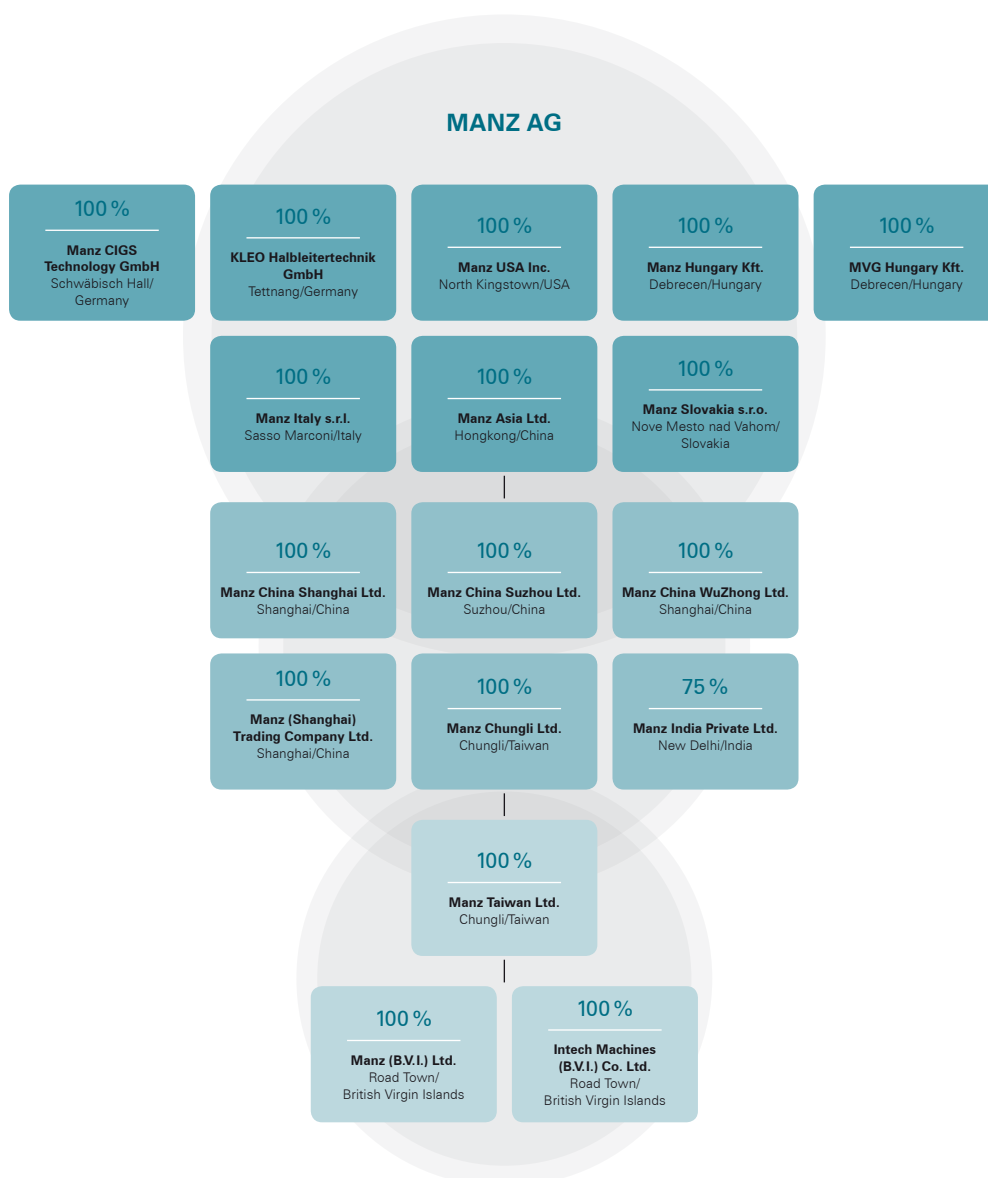 MANZ AG
100 %
Manz CIGS
Technology GmbH
Schwäbisch Hall/
Germany
100 %
KLEO Halbleitertechnik
GmbH
Tettnang/Germany
100 %
Manz USA Inc.
North Kingstown/USA
100 %
Manz Hungary Kft.
Debrecen/Hungary
100 %
MVG Hungary Kft.
Debrecen/Hungary
100 %
Manz Italy s.r.l.
Sasso Marconi/Italy
100 %
Manz Asia Ltd.
Hongkong/China
100 %
Manz Slovakia s.r.o.
Nove Mesto nad Vahom/
Slovakia
100 %
Manz China Shanghai Ltd.
Shanghai/China
100 %
Manz China Suzhou Ltd.
Suzhou/China
100 %
Manz China WuZhong Ltd.
Shanghai/China
100 %
Manz (Shanghai)
Trading Company Ltd.
Shanghai/China
100 %
Manz Chungli Ltd.
Chungli/Taiwan
75 %
Manz India Private Ltd.
New Delhi/India
100 %
Manz Taiwan Ltd.
Chungli/Taiwan
100 %
Manz (B.V.I.) Ltd.
Road Town/
British Virgin Islands
100 %
Intech Machines
(B.V.I.) Co. Ltd.
Road Town/
British Virgin Islands